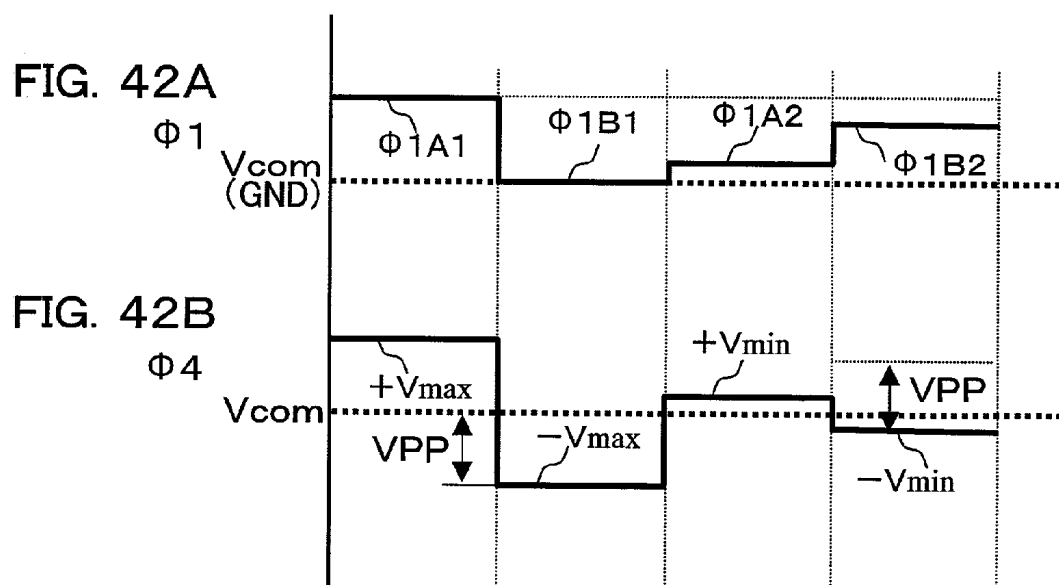 FIG. 42A
Φ1
Φ1A1
Φ1B1
Φ1A2
Φ1B2
Vcom
(GND)
FIG. 42B
Φ4
+Vmax
+Vmin
VPP
Vcom
VPP
−Vmax
−Vmin